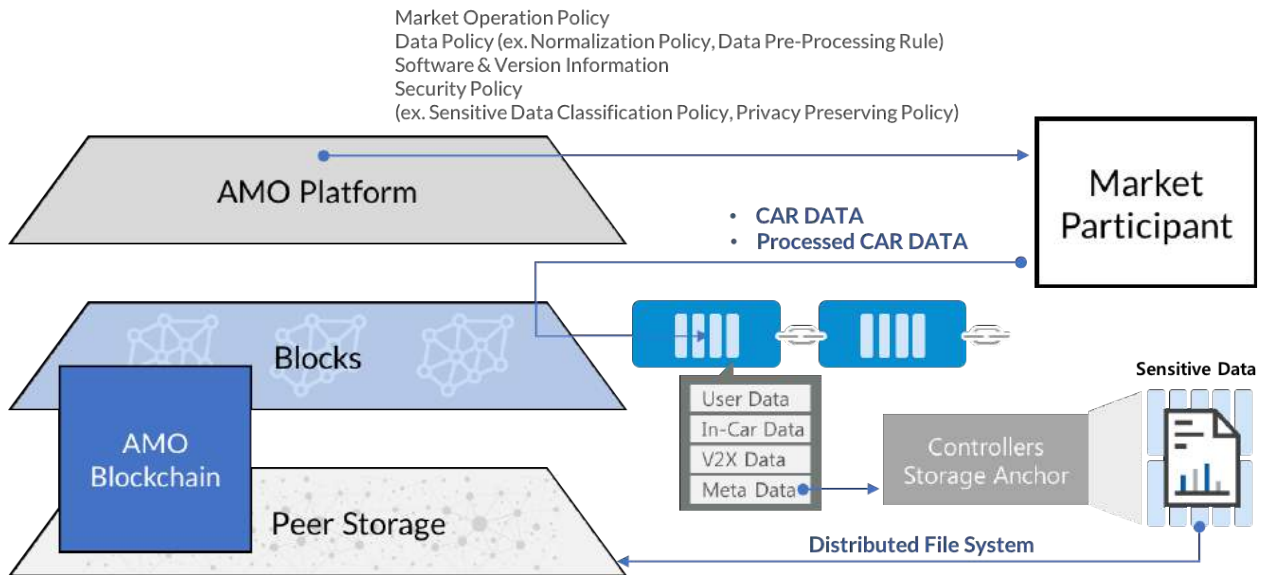 Market Operation Policy
Data Policy (ex. Normalization Policy, Data Pre-Processing Rule)
Software & Version Information
Security Policy
(ex. Sensitive Data Classification Policy, Privacy Preserving Policy)
AMO Platform
Market
Participant
• CAR DATA
• Processed CAR DATA
Blocks
Sensitive Data
User Data
In-Car Data
V2X Data
Meta Data
Controllers
Storage Anchor
AMO
Blockchain
Peer Storage
Distributed File System